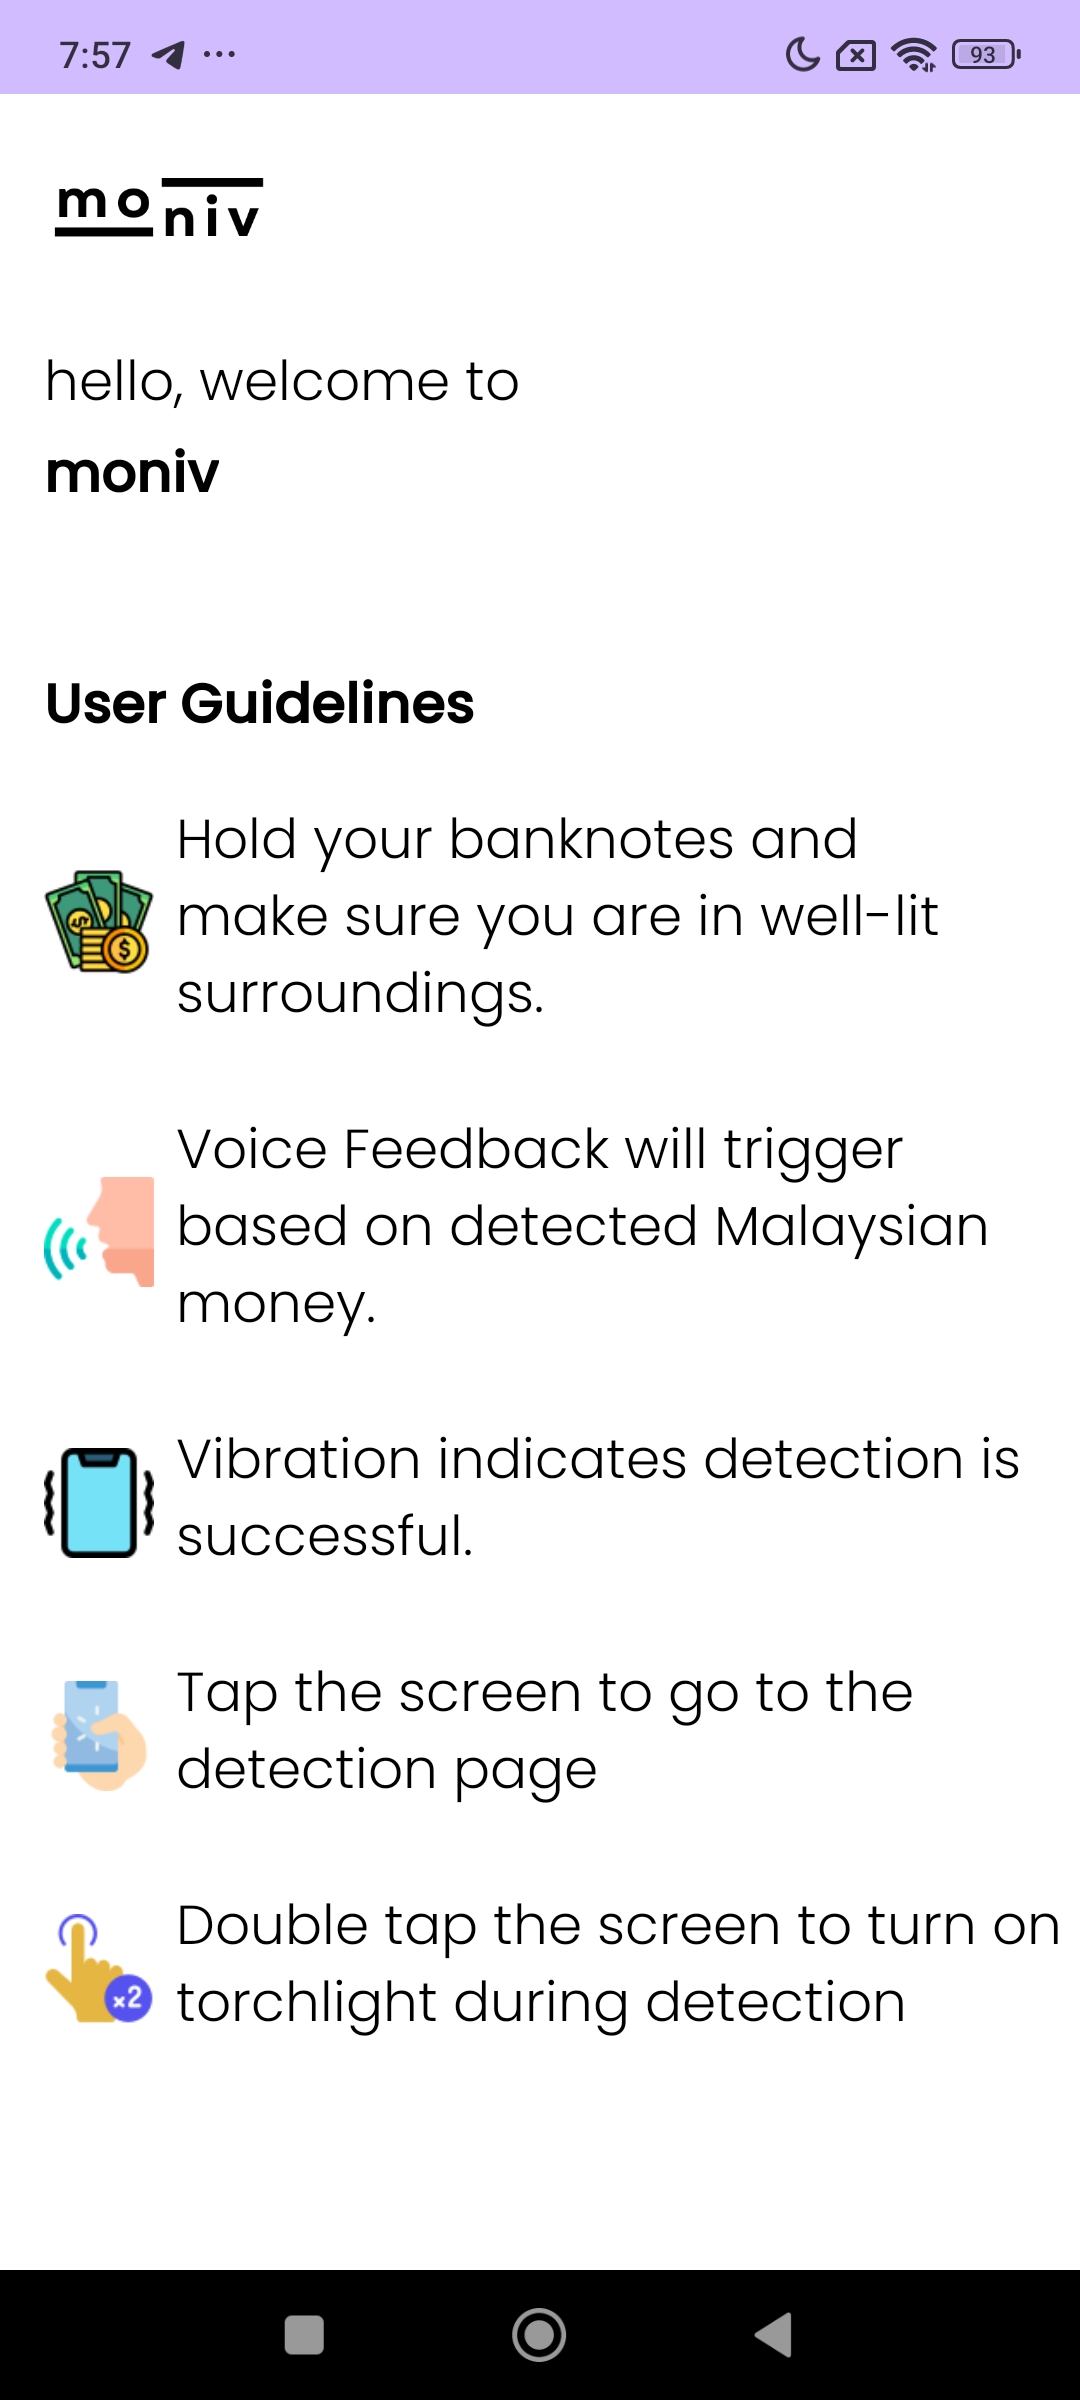 7:57
93
mo
niv
hello, welcome to
moniv
User Guidelines
Hold your banknotes and
make sure you are in well-lit
surroundings.
Voice Feedback will trigger
based on detected Malaysian
money.
Vibration indicates detection is
successful.
Tap the screen to go to the
detection page
Double tap the screen to turn on
torchlight during detection
x2